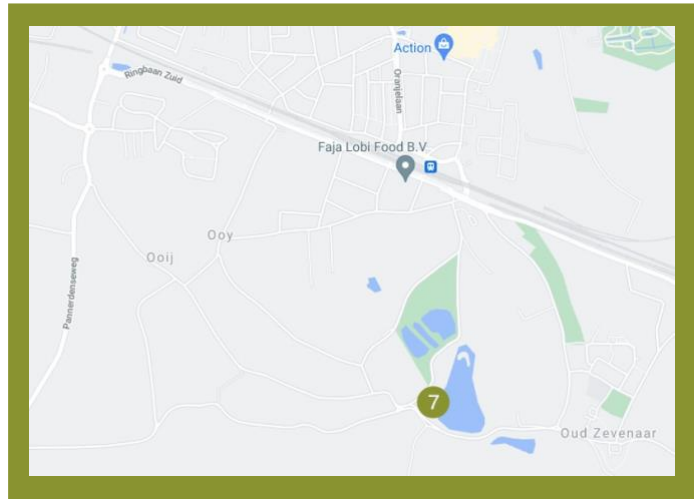 Action
Ringbaan Zuid
Oranjelaan
Faja Lobi Food B.V.
Ooy
Ooij
Pannerdenseweg
7
Oud Zevenaar